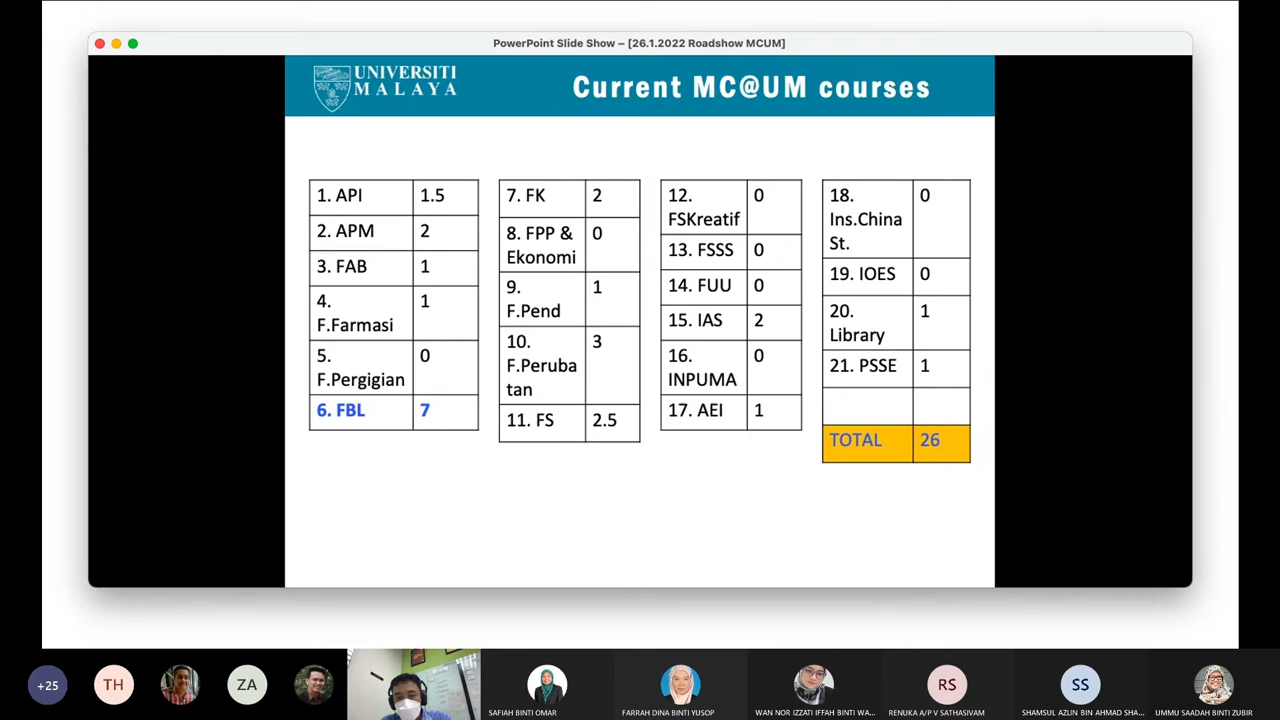 PowerPoint Slide Show – [26.1.2022 Roadshow MCUM]
UNIVERSITI
MALAYA
Current MC@UM courses
1. API 1.5
2. APM 2
3. FAB 1
4. 1
F.Farmasi
5. 0
F.Pergigian
6. FBL 7
7. FK 2
8. FPP & 0
Ekonomi
9. 1
F.Pend
10. 3
F.Peruba
tan
11. FS 2.5
12. 0
FSKreatif
13. FSSS 0
14. FUU 0
15. IAS 2
16. 0
INPUMA
17. AEI 1
18. 0
Ins.China
St.
19. IOES 0
20. 1
Library
21. PSSE 1
TOTAL 26
+25
TH
ZA
SAFIAH BINTI OMAR
FARRAH DINA BINTI YUSOP
WAN NOR IZZATI IFFAH BINTI WA...
RS
RENUKA A/P V SATHASIVAM
SS
SHAMSUL AZLIN BIN AHMAD SHA...
UMMU SAADAH BINTI ZUBIR